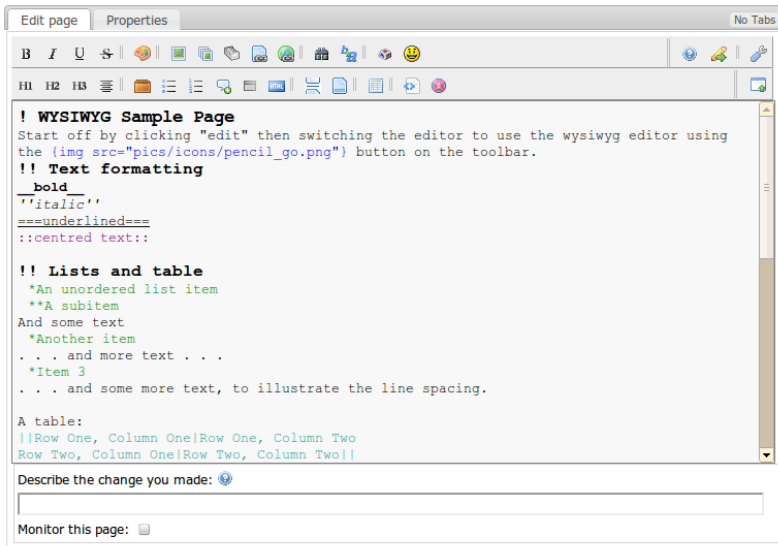 Edit page Properties No Tabs
B I U S
H1 H2 H3
! WYSIWYG Sample Page
Start off by clicking "edit" then switching the editor to use the wysiwyg editor using
the {img src="pics/icons/pencil_go.png"} button on the toolbar.
!! Text formatting
__bold__
''italic''
===underlined===
::centred text::
!! Lists and table
*An unordered list item
**A subitem
And some text
*Another item
. . . and more text . . .
*Item 3
. . . and some more text, to illustrate the line spacing.
A table:
||Row One, Column One|Row One, Column Two
Row Two, Column One|Row Two, Column Two||
Describe the change you made:
Monitor this page: